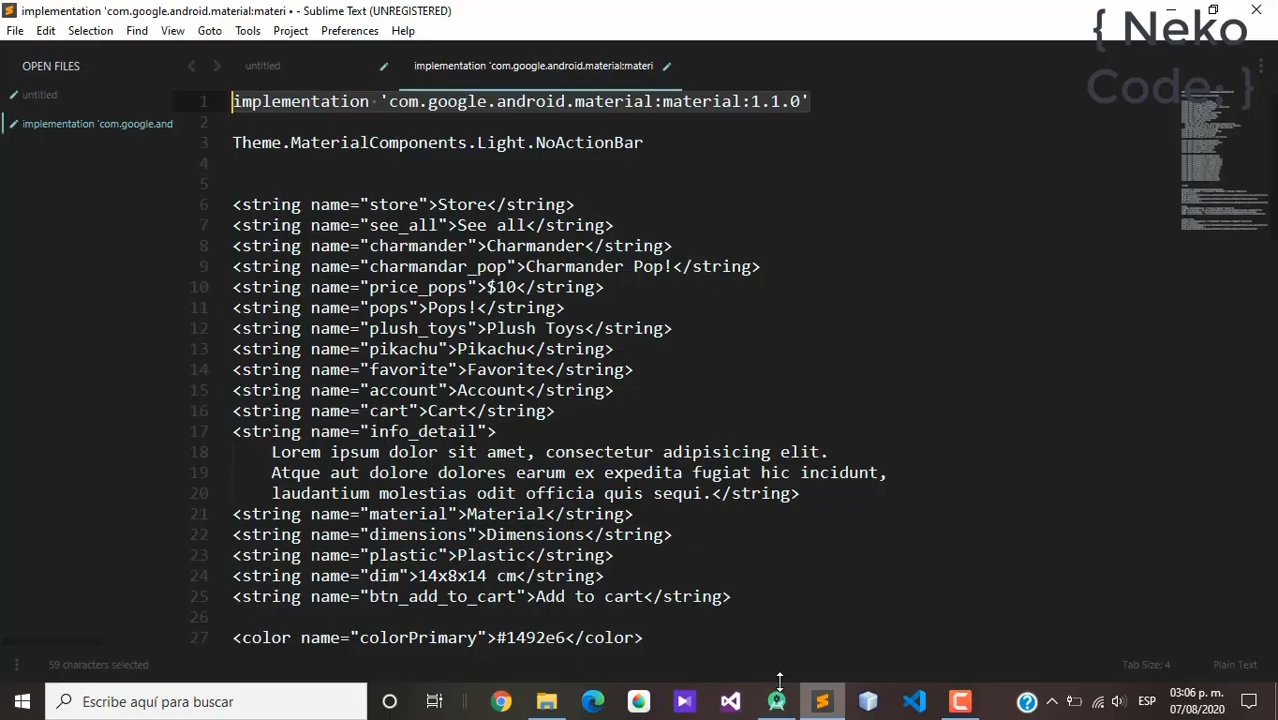 implementation 'com.google.android.material:materi • - Sublime Text (UNREGISTERED)
File Edit Selection Find View Goto Tools Project Preferences Help
{ Neko
Code; }
OPEN FILES
untitled
implementation 'com.google.and
untitled
implementation 'com.google.android.material:materi
1 implementation 'com.google.android.material:material:1.1.0'
2
3 Theme.MaterialComponents.Light.NoActionBar
4
5
6 <string name="store">Store</string>
7 <string name="see_all">See all</string>
8 <string name="charmander">Charmander</string>
9 <string name="charmandar_pop">Charmander Pop!</string>
10 <string name="price_pops">$10</string>
11 <string name="pops">Pops!</string>
12 <string name="plush_toys">Plush Toys</string>
13 <string name="pikachu">Pikachu</string>
14 <string name="favorite">Favorite</string>
15 <string name="account">Account</string>
16 <string name="cart">Cart</string>
17 <string name="info_detail">
18 Lorem ipsum dolor sit amet, consectetur adipisicing elit.
19 Atque aut dolore dolores earum ex expedita fugiat hic incidunt,
20 laudantium molestias odit officia quis sequi.</string>
21 <string name="material">Material</string>
22 <string name="dimensions">Dimensions</string>
23 <string name="plastic">Plastic</string>
24 <string name="dim">14x8x14 cm</string>
25 <string name="btn_add_to_cart">Add to cart</string>
26
27 <color name="colorPrimary">#1492e6</color>
59 characters selected
Tab Size: 4
Plain Text
Escribe aquí para buscar
ESP
03:06 p. m.
07/08/2020